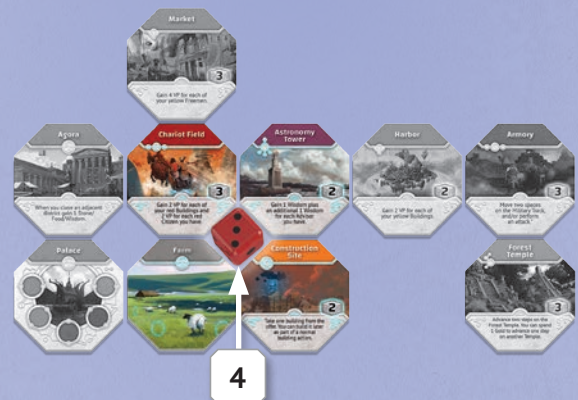 Market
3
Gain 4 VP for each of
your yellow Freemen.
Agora
When you close an adjacent
district gain 1 Stone/
Food/Wisdom.
Chariot Field
3
Gain 2 VP for each of
your red Buildings and
2 VP for each red
Citizen you have.
Astronomy
Tower
2
Gain 1 Wisdom plus
an additional 1 Wisdom
for each Advisor
you have.
Harbor
2
Gain 2 VP for each of
your yellow Buildings.
Armory
3
Move two spaces
on the Military Track,
and/or perform
an attack.
Palace
Farm
Construction
Site
2
Take one building from the
offer. You can build it later
as part of a normal
building action.
Forest
Temple
3
Advance two steps on the
Forest Temple. You can spend
1 Gold to advance one step
on another Temple.
4